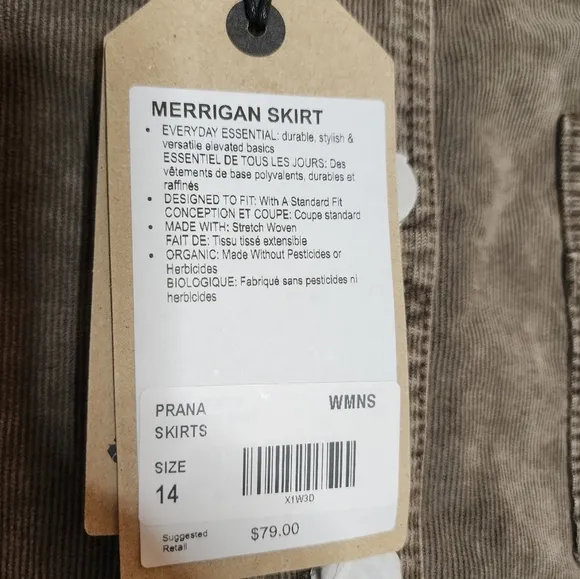 MERRIGAN SKIRT
• EVERYDAY ESSENTIAL: durable, stylish &
versatile elevated basics
ESSENTIEL DE TOUS LES JOURS: Des
vêtements de base polyvalents, durables et
raffinés
• DESIGNED TO FIT: With A Standard Fit
CONCEPTION ET COUPE: Coupe standard
• MADE WITH: Stretch Woven
FAIT DE: Tissu tissé extensible
• ORGANIC: Made Without Pesticides or
Herbicides
BIOLOGIQUE: Fabriqué sans pesticides ni
herbicides
PRANA WMNS
SKIRTS
SIZE
14
X1W3D
Suggested
Retail $79.00